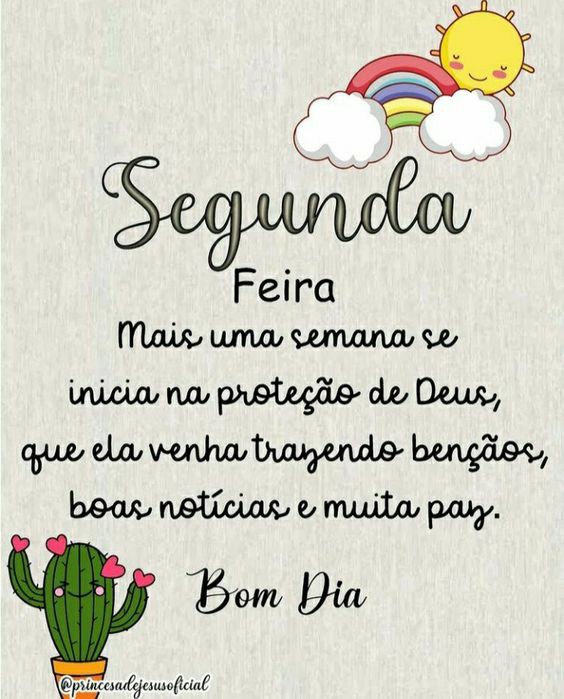 Segunda
Feira
Mais uma semana se
inicia na proteção de Deus,
que ela venha trazendo bençãos,
boas notícias e muita paz.
Bom Dia
@princesadejesusoficial